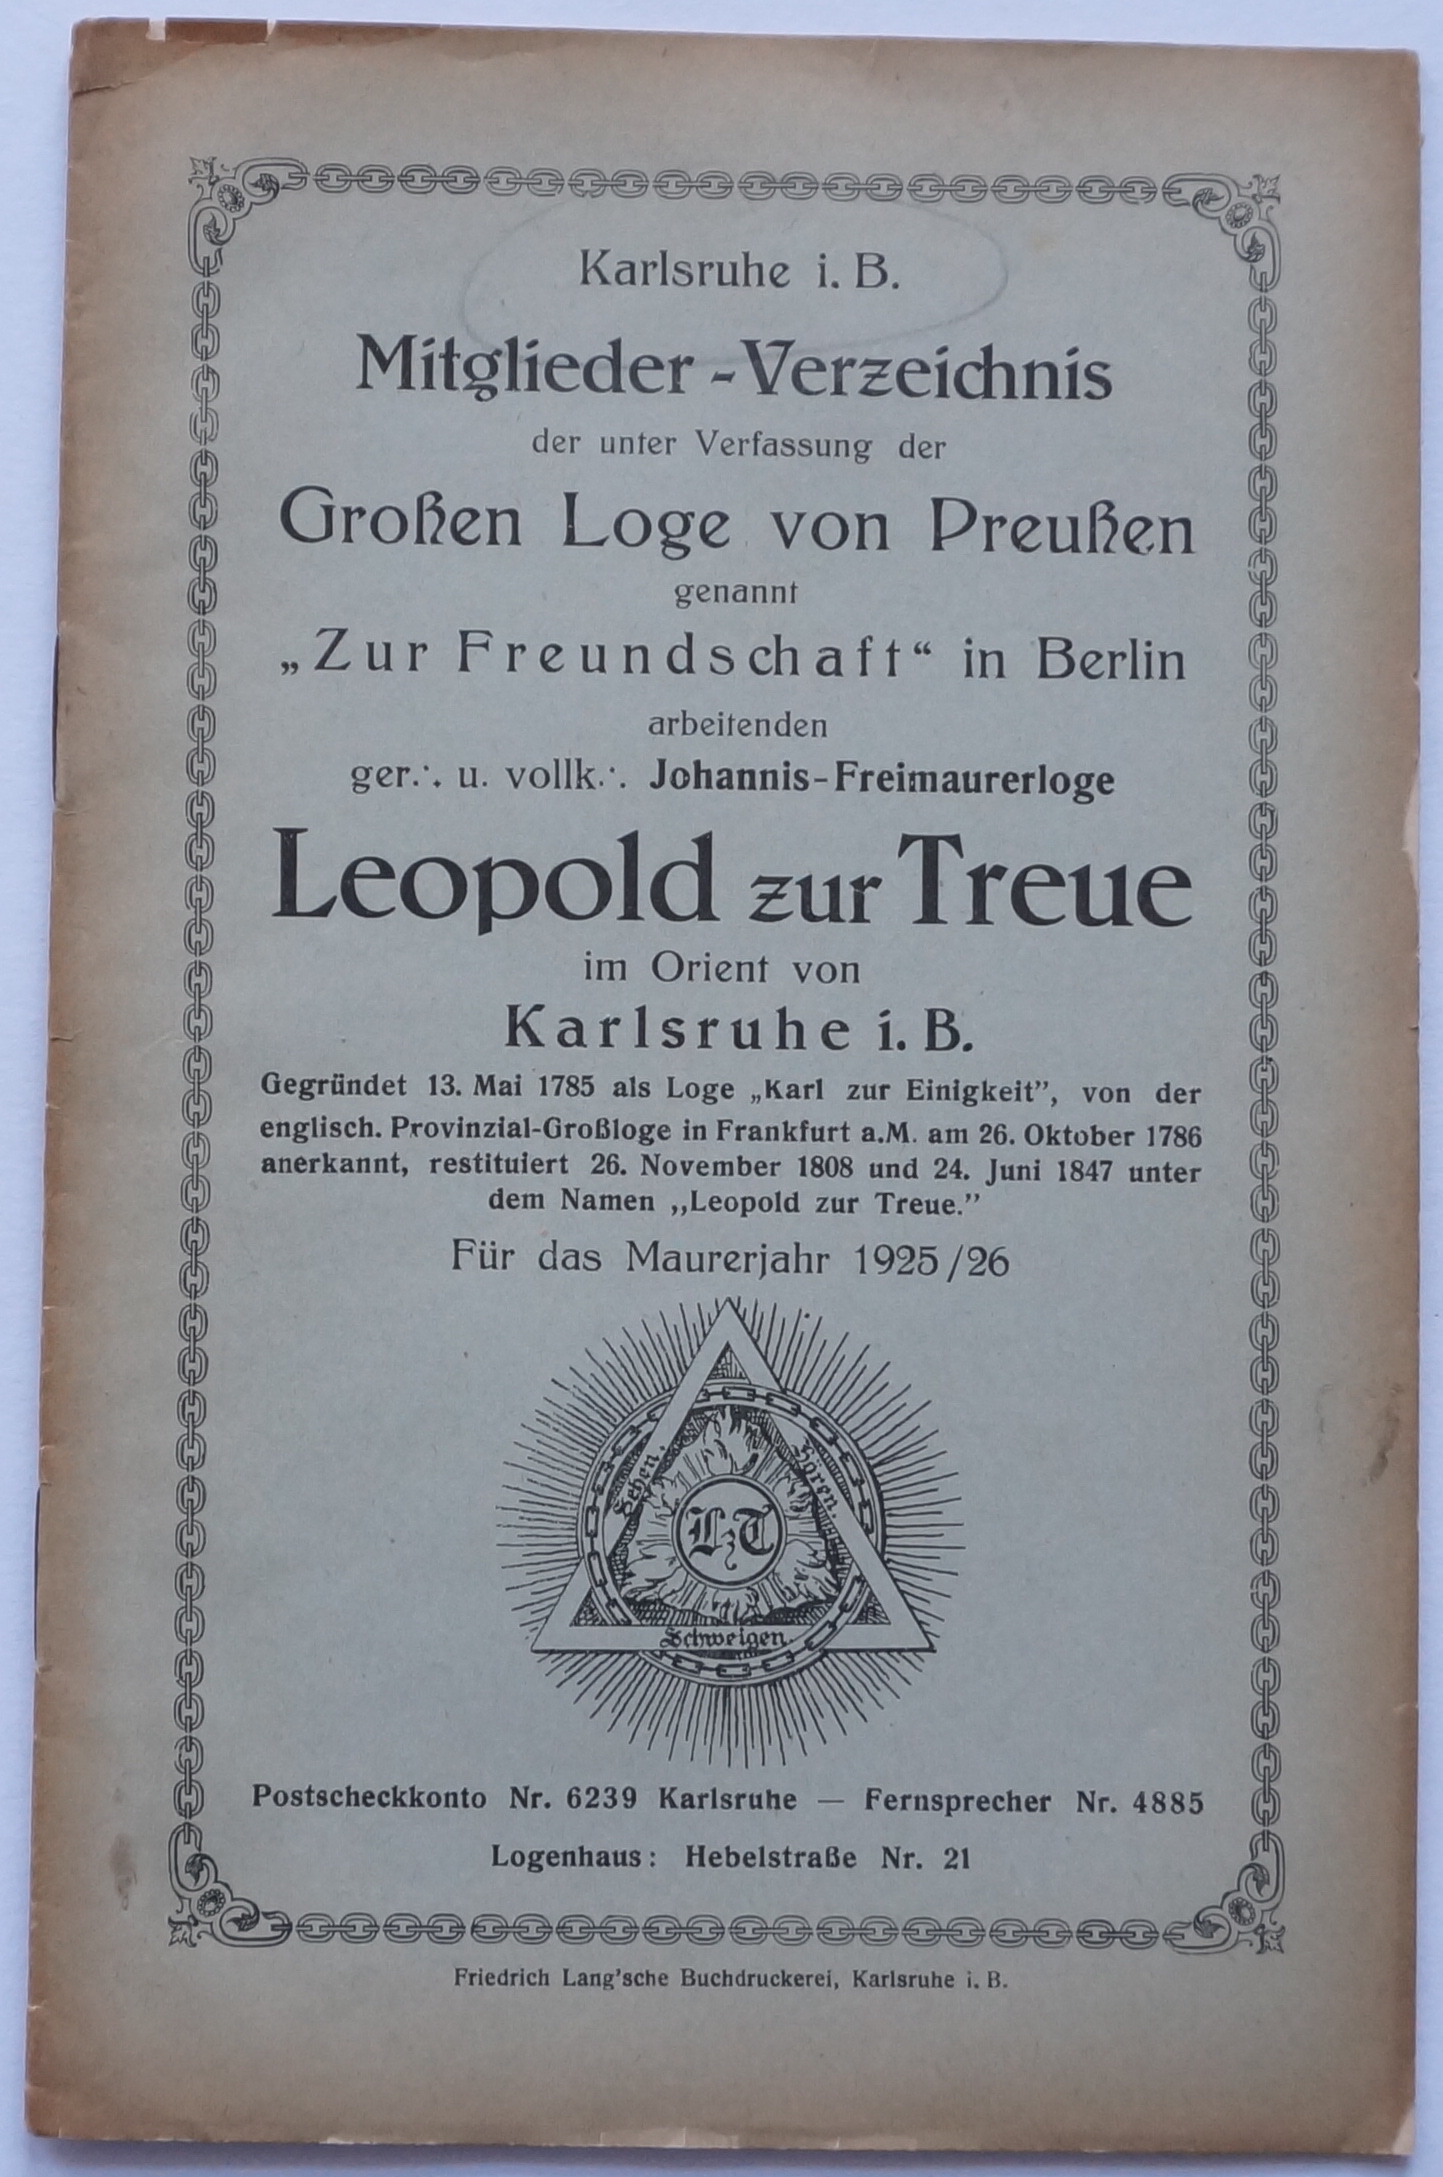 Karlsruhe i. B.
Mitglieder-Verzeichnis
der unter Verfassung der
Großen Loge von Preußen
genannt
„Zur Freundschaft“ in Berlin
arbeitenden
ger.·. u. vollk.·. Johannis-Freimaurerloge
Leopold zur Treue
im Orient von
Karlsruhe i. B.
Gegründet 13. Mai 1785 als Loge „Karl zur Einigkeit”, von der
englisch. Provinzial-Großloge in Frankfurt a.M. am 26. Oktober 1786
anerkannt, restituiert 26. November 1808 und 24. Juni 1847 unter
dem Namen „Leopold zur Treue.”
Für das Maurerjahr 1925/26
Sehen.
Hören.
LzT
Schweigen.
Postscheckkonto Nr. 6239 Karlsruhe — Fernsprecher Nr. 4885
Logenhaus: Hebelstraße Nr. 21
Friedrich Lang'sche Buchdruckerei, Karlsruhe i. B.